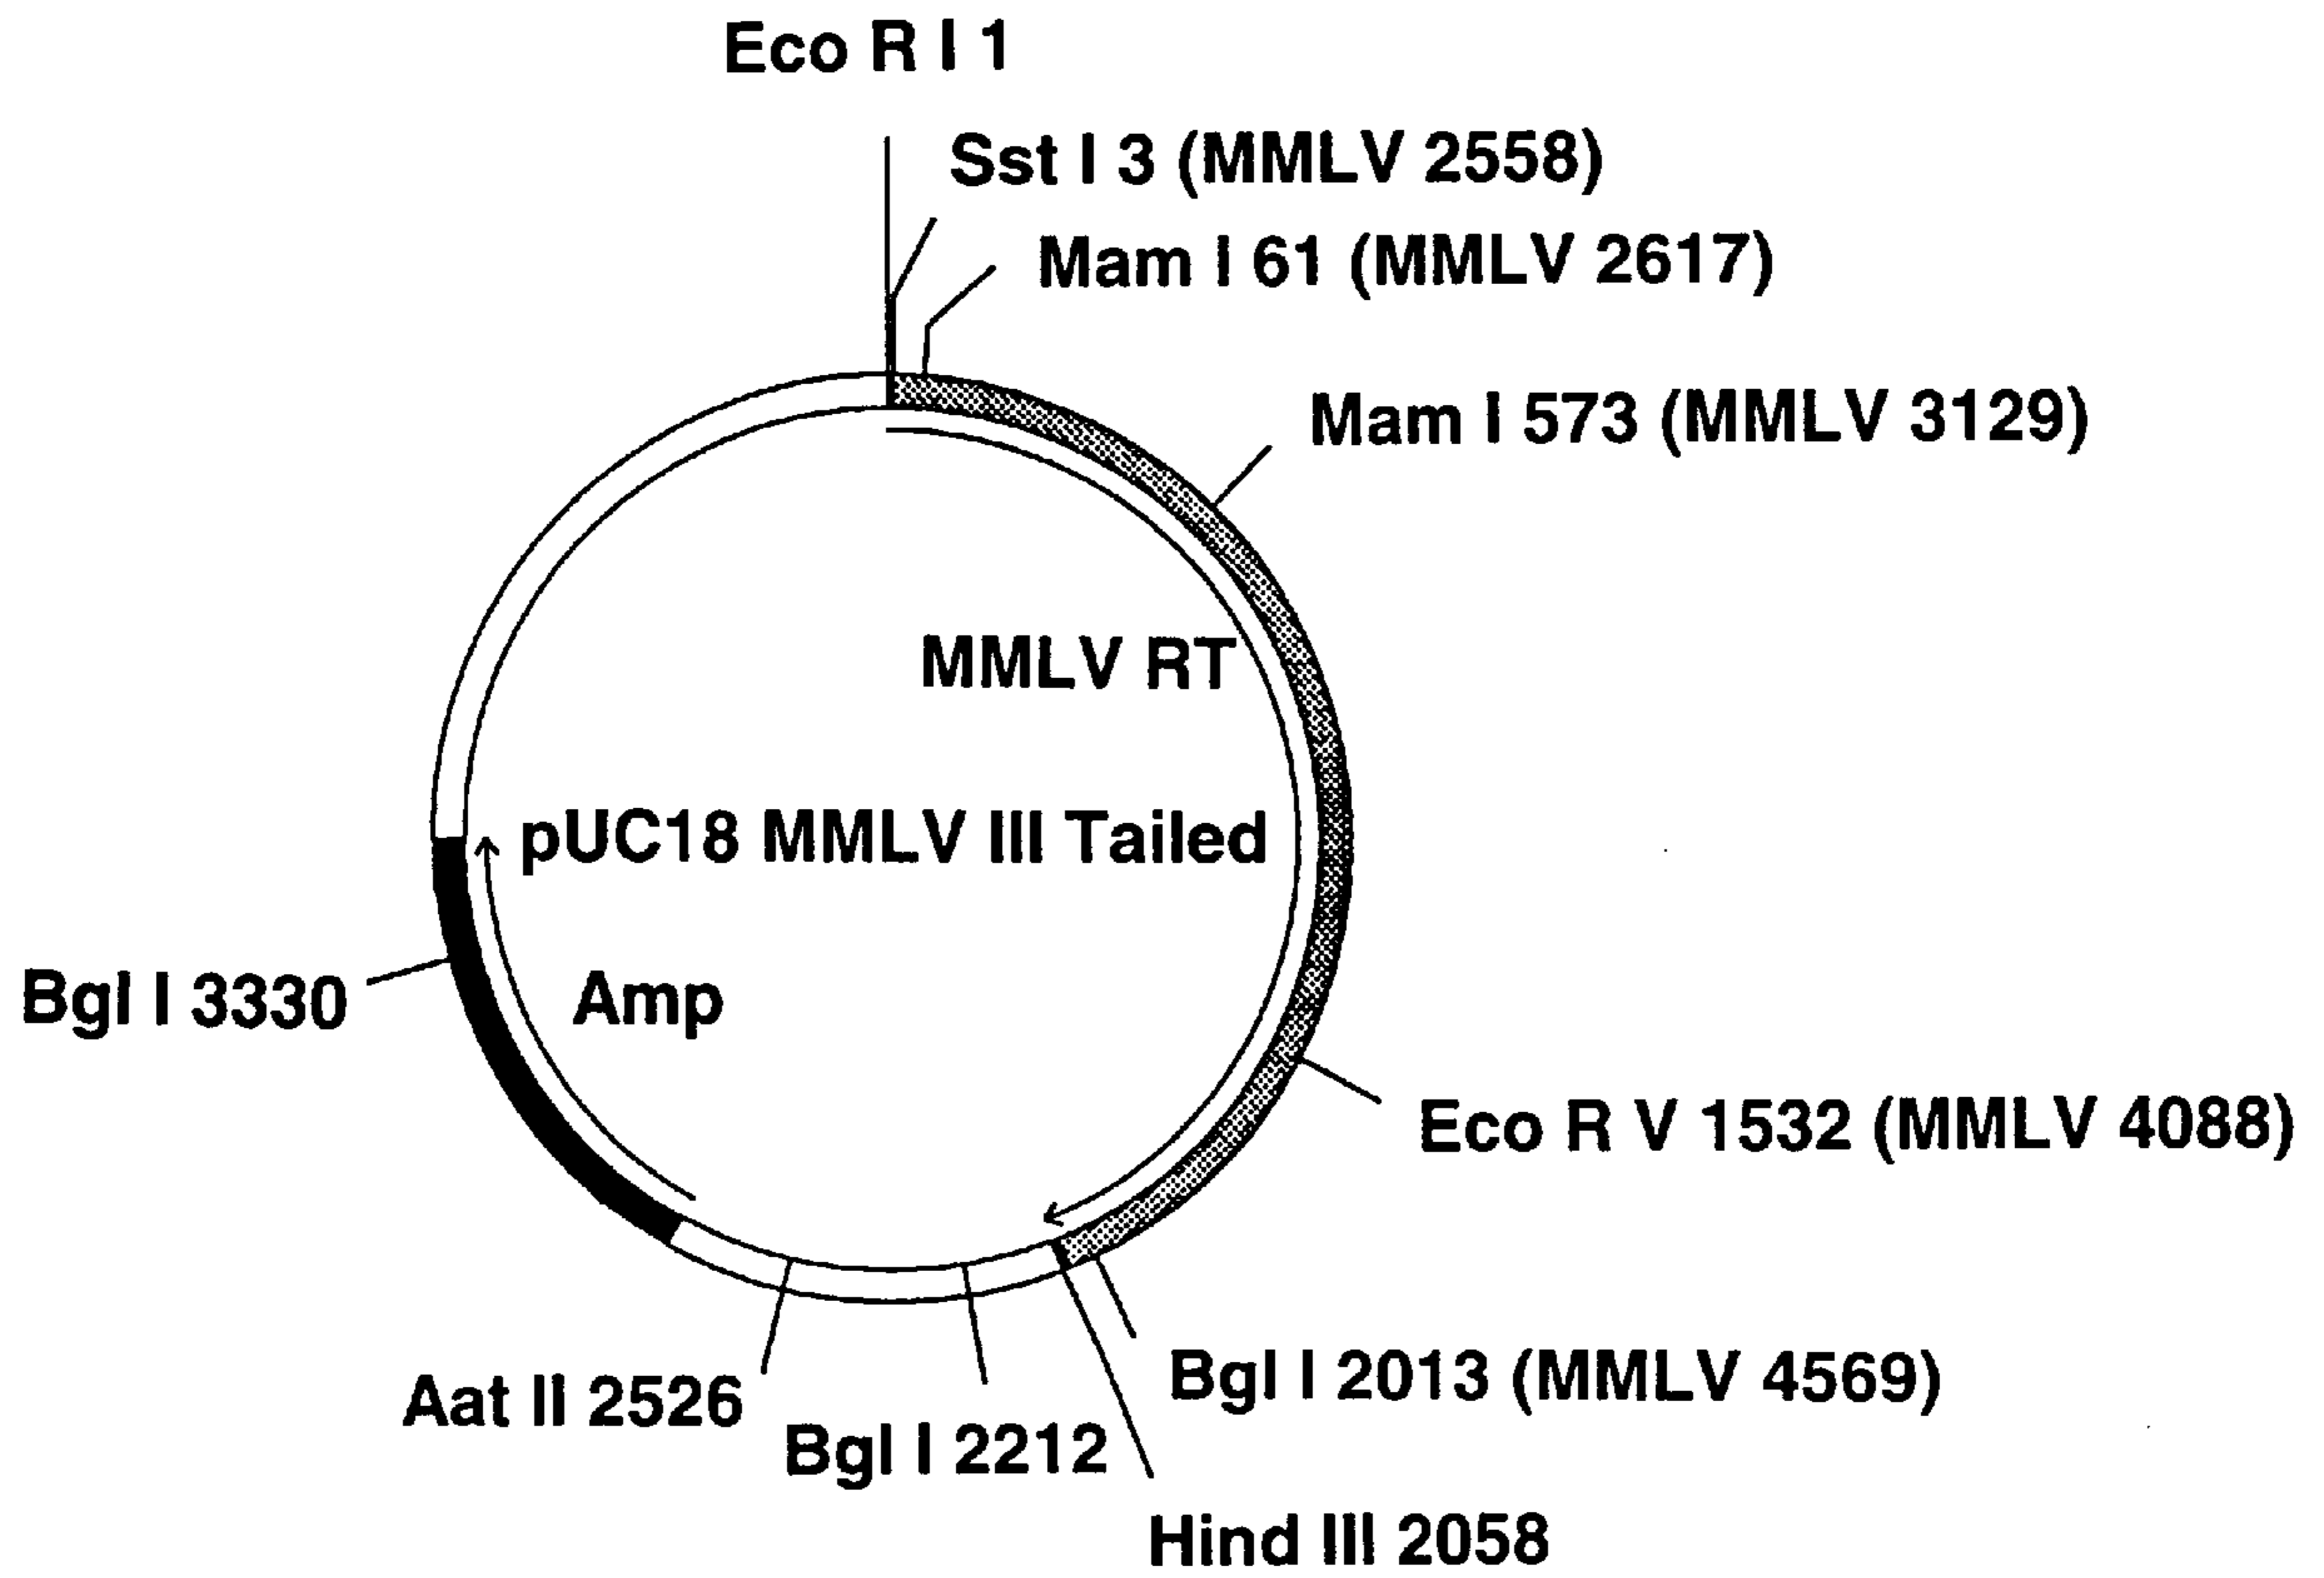 Eco R I 1
Sst I 3 (MMLV 2558)
Mam I 61 (MMLV 2617)
Mam I 573 (MMLV 3129)
MMLV RT
pUC18 MMLV III Tailed
Bgl I 3330
Amp
Eco R V 1532 (MMLV 4088)
Bgl I 2013 (MMLV 4569)
Aat II 2526
Bgl I 2212
Hind III 2058